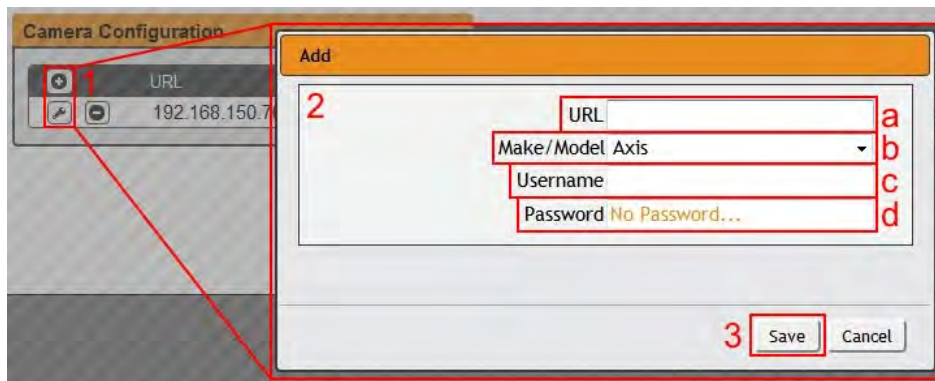 Camera Configuration
1
URL
192.168.150.7
Add
2
URL
a
Make/Model Axis
b
Username
c
Password No Password...
d
3
Save
Cancel